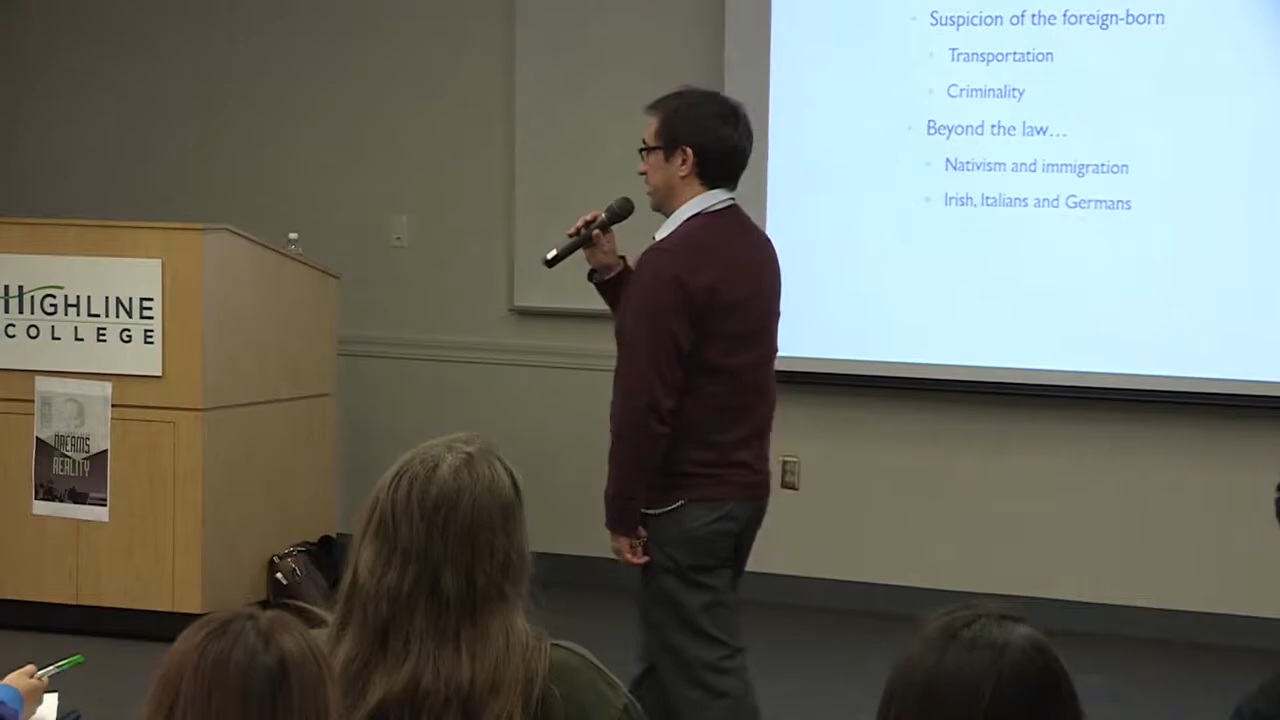 Suspicion of the foreign-born
Transportation
Criminality
Beyond the law...
Nativism and immigration
Irish, Italians and Germans
HIGHLINE
COLLEGE
DREAMS
REALITY